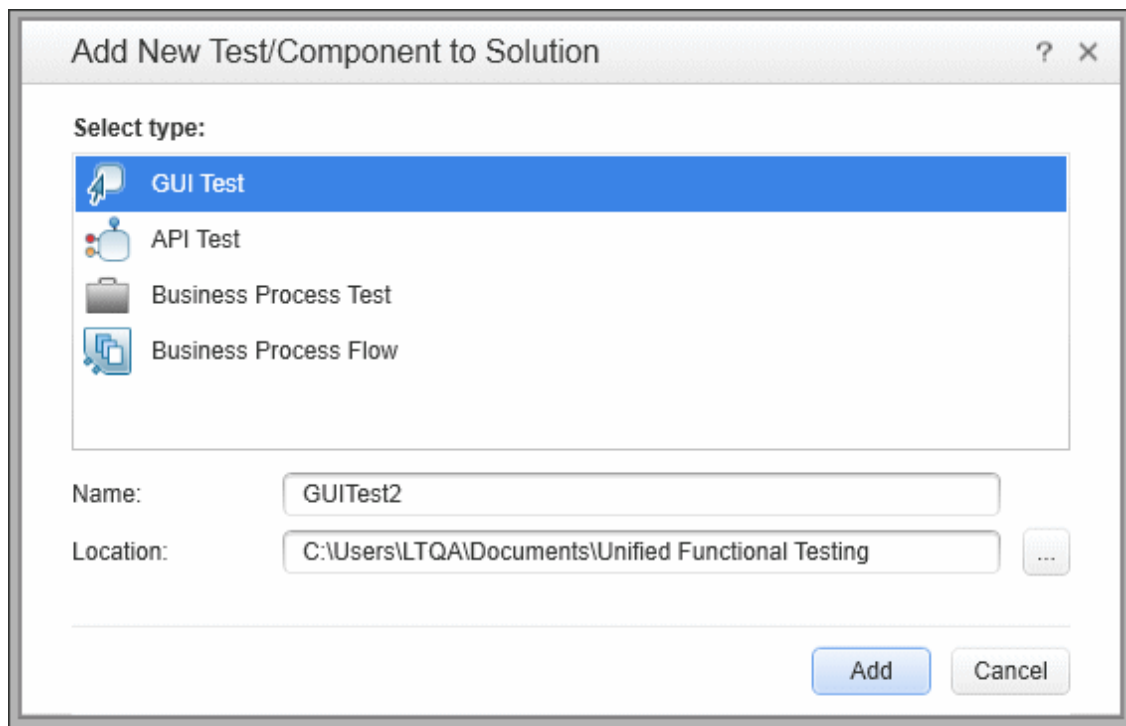 Add New Test/Component to Solution ? ×
Select type:
GUI Test
API Test
Business Process Test
Business Process Flow
Name: GUITest2
Location: C:\Users\LTQA\Documents\Unified Functional Testing ...
Add Cancel